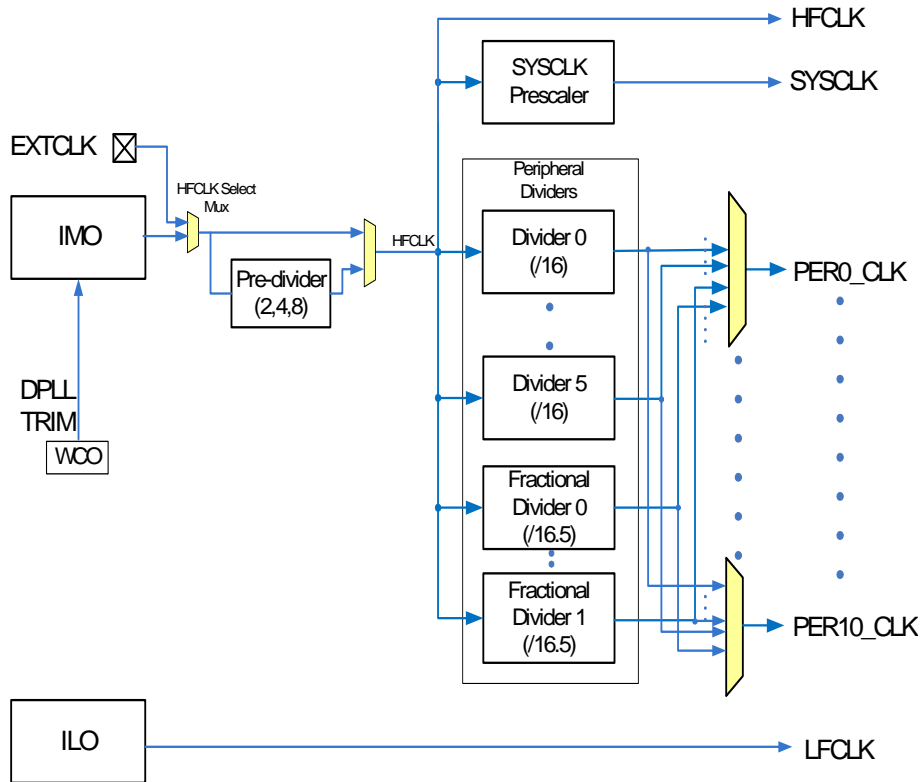 HFCLK
SYSCLK
Prescaler
SYSCLK
EXTCLK
HFCLK Select
Mux
IMO
Pre-divider
(2,4,8)
HFCLK
Peripheral
Dividers
Divider 0
(/16)
PER0_CLK
DPLL
TRIM
WCO
Divider 5
(/16)
Fractional
Divider 0
(/16.5)
Fractional
Divider 1
(/16.5)
PER10_CLK
ILO
LFCLK